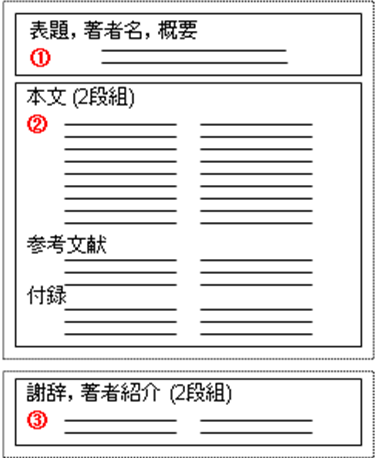 表題, 著者名, 概要
①
本文 (2段組)
②
参考文献
付録
謝辞, 著者紹介 (2段組)
③